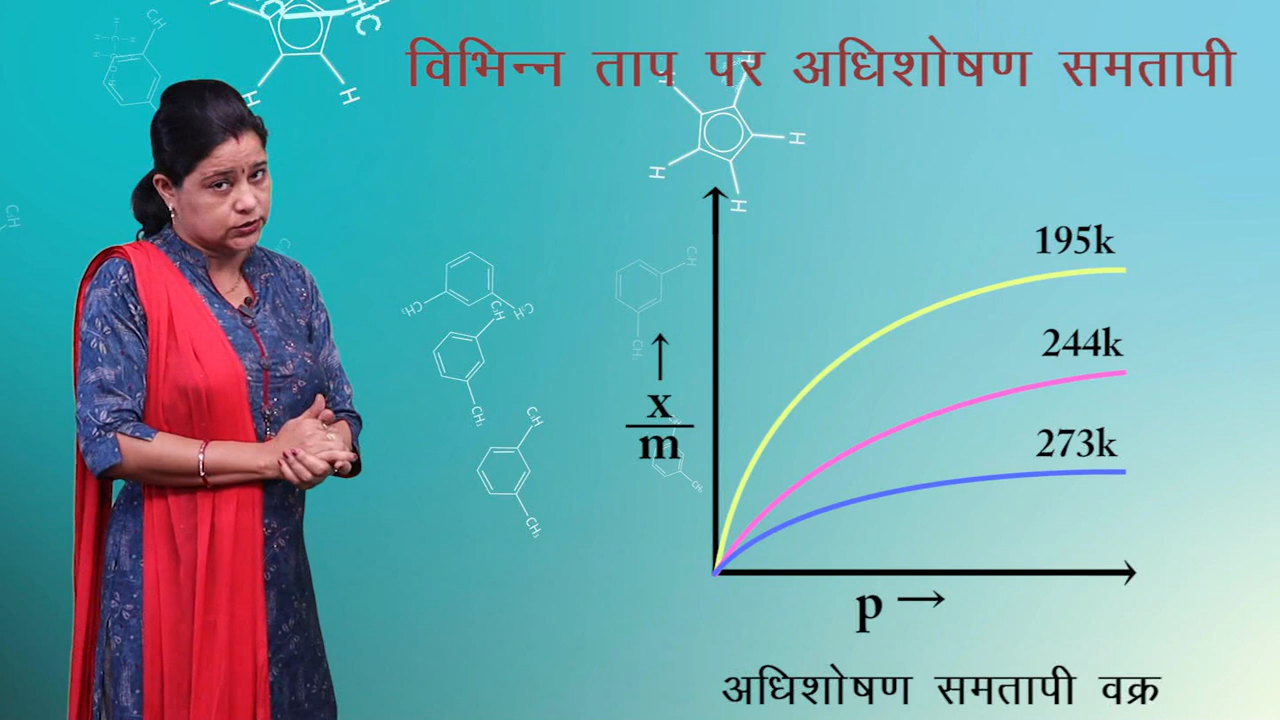 विभिन्न ताप पर अधिशोषण समतापी
195k
244k
273k
↑
x
m
p →
अधिशोषण समतापी वक्र